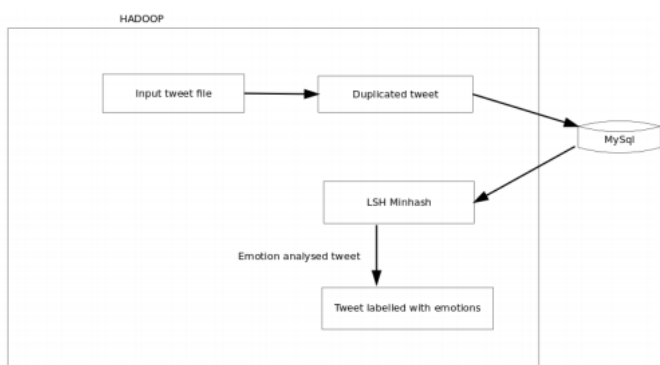 HADOOP
Input tweet file
Duplicated tweet
MySql
LSH Minhash
Emotion analysed tweet
Tweet labelled with emotions